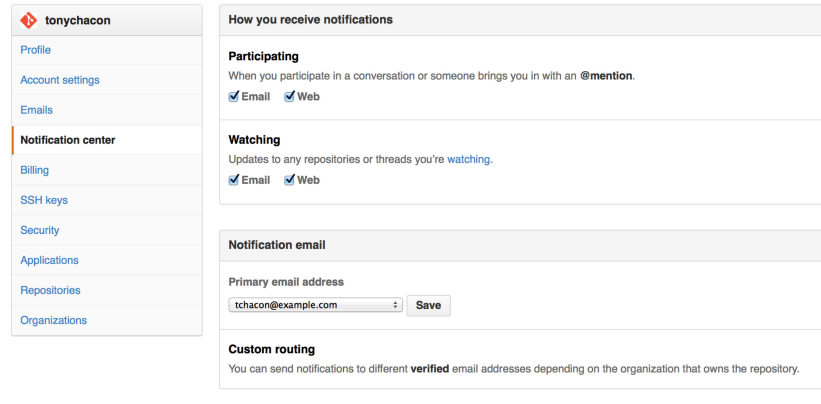 tonychacon
Profile
Account settings
Emails
Notification center
Billing
SSH keys
Security
Applications
Repositories
Organizations
How you receive notifications
Participating
When you participate in a conversation or someone brings you in with an @mention.
Email Web
Watching
Updates to any repositories or threads you're watching.
Email Web
Notification email
Primary email address
tchacon@example.com Save
Custom routing
You can send notifications to different verified email addresses depending on the organization that owns the repository.